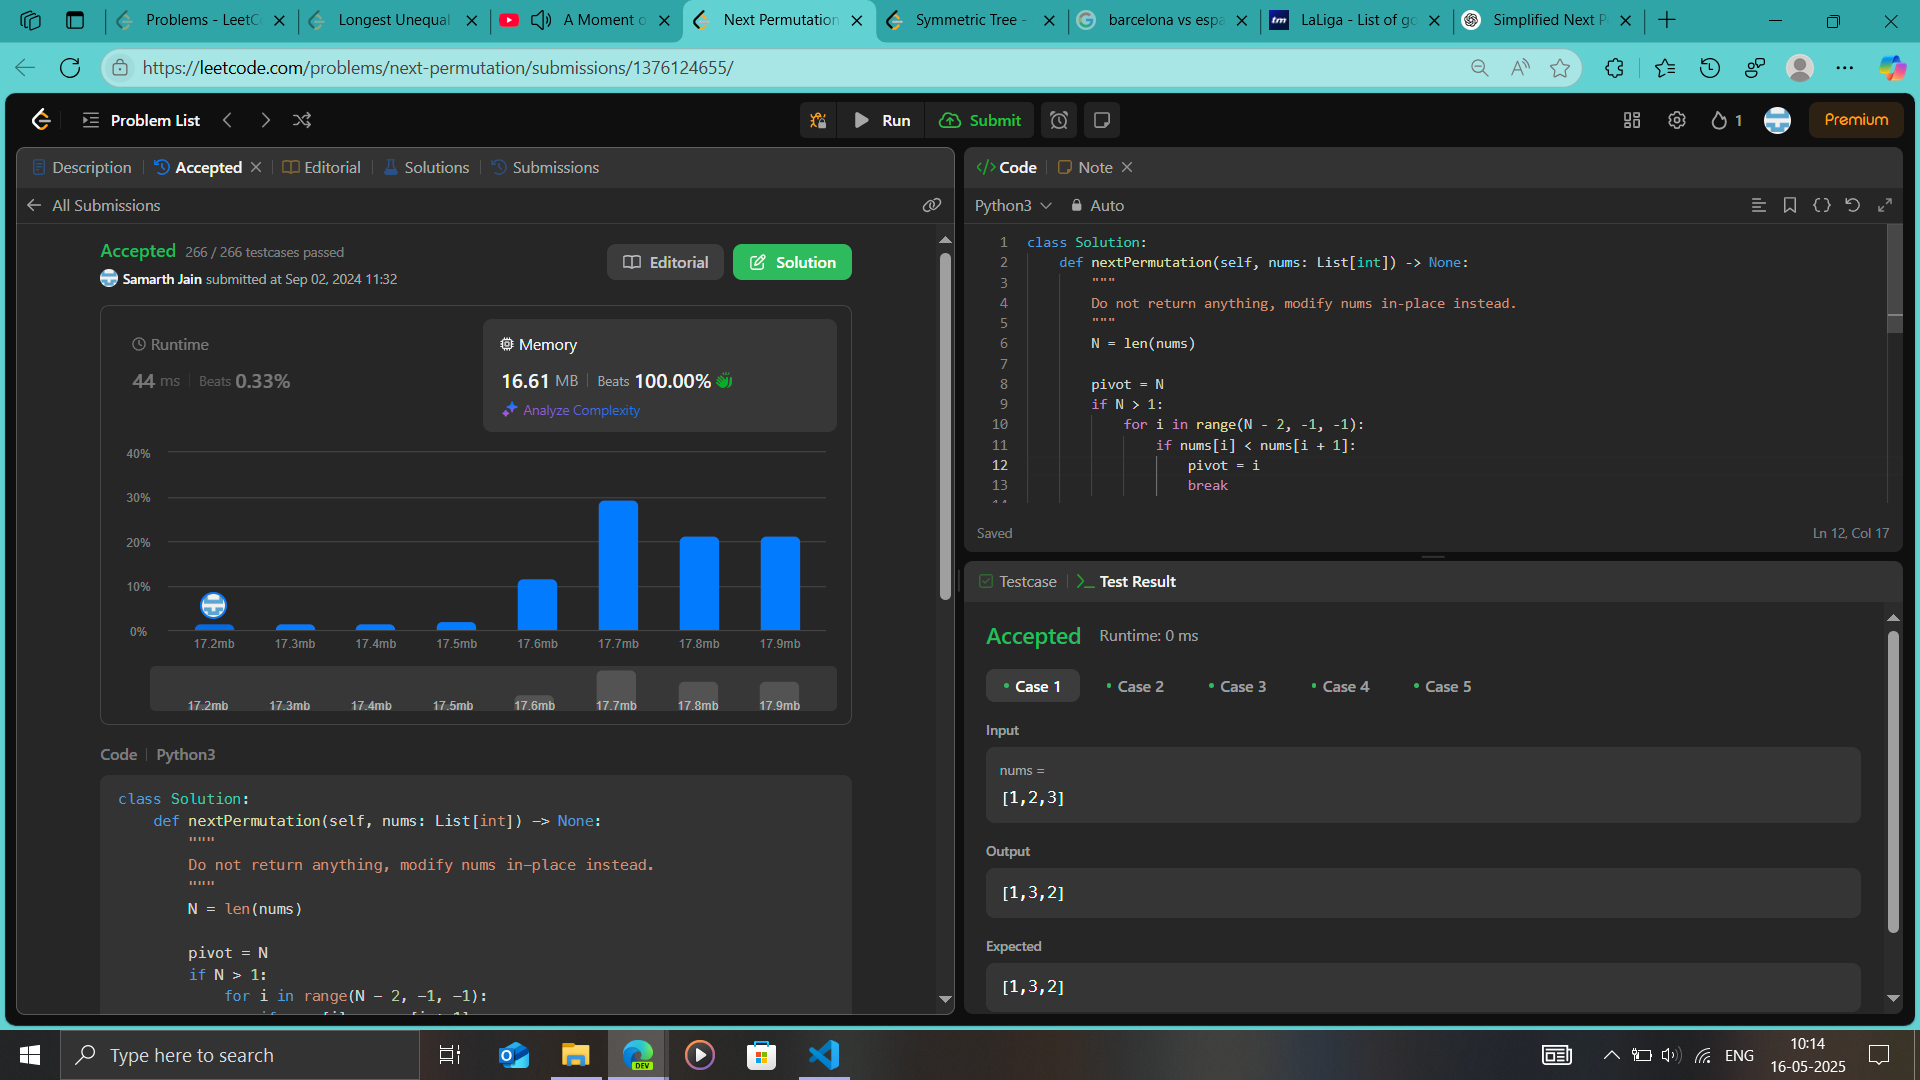 Problems - LeetC
Longest Unequal
A Moment o
Next Permutation
Symmetric Tree -
barcelona vs espa
tm
LaLiga - List of go
Simplified Next P
https://leetcode.com/problems/next-permutation/submissions/1376124655/
Problem List
Run
Submit
1
Premium
Description
Accepted
Editorial
Solutions
Submissions
All Submissions
Accepted 266 / 266 testcases passed
Samarth Jain submitted at Sep 02, 2024 11:32
Editorial
Solution
Runtime
44 ms
Beats 0.33%
Memory
16.61 MB
Beats 100.00%
Analyze Complexity
40%
30%
20%
10%
0%
17.2mb 17.3mb 17.4mb 17.5mb 17.6mb 17.7mb 17.8mb 17.9mb
17.2mb 17.3mb 17.4mb 17.5mb 17.6mb 17.7mb 17.8mb 17.9mb
Code | Python3
class Solution:
def nextPermutation(self, nums: List[int]) -> None:
"""
Do not return anything, modify nums in-place instead.
"""
N = len(nums)
pivot = N
if N > 1:
for i in range(N - 2, -1, -1):
Code
Note
Python3
Auto
1 class Solution:
2 def nextPermutation(self, nums: List[int]) -> None:
3 """
4 Do not return anything, modify nums in-place instead.
5 """
6 N = len(nums)
7
8 pivot = N
9 if N > 1:
10 for i in range(N - 2, -1, -1):
11 if nums[i] < nums[i + 1]:
12 pivot = i
13 break
Saved
Ln 12, Col 17
Testcase
Test Result
Accepted
Runtime: 0 ms
Case 1
Case 2
Case 3
Case 4
Case 5
Input
nums =
[1,2,3]
Output
[1,3,2]
Expected
[1,3,2]
Type here to search
DEV
ENG
10:14
16-05-2025